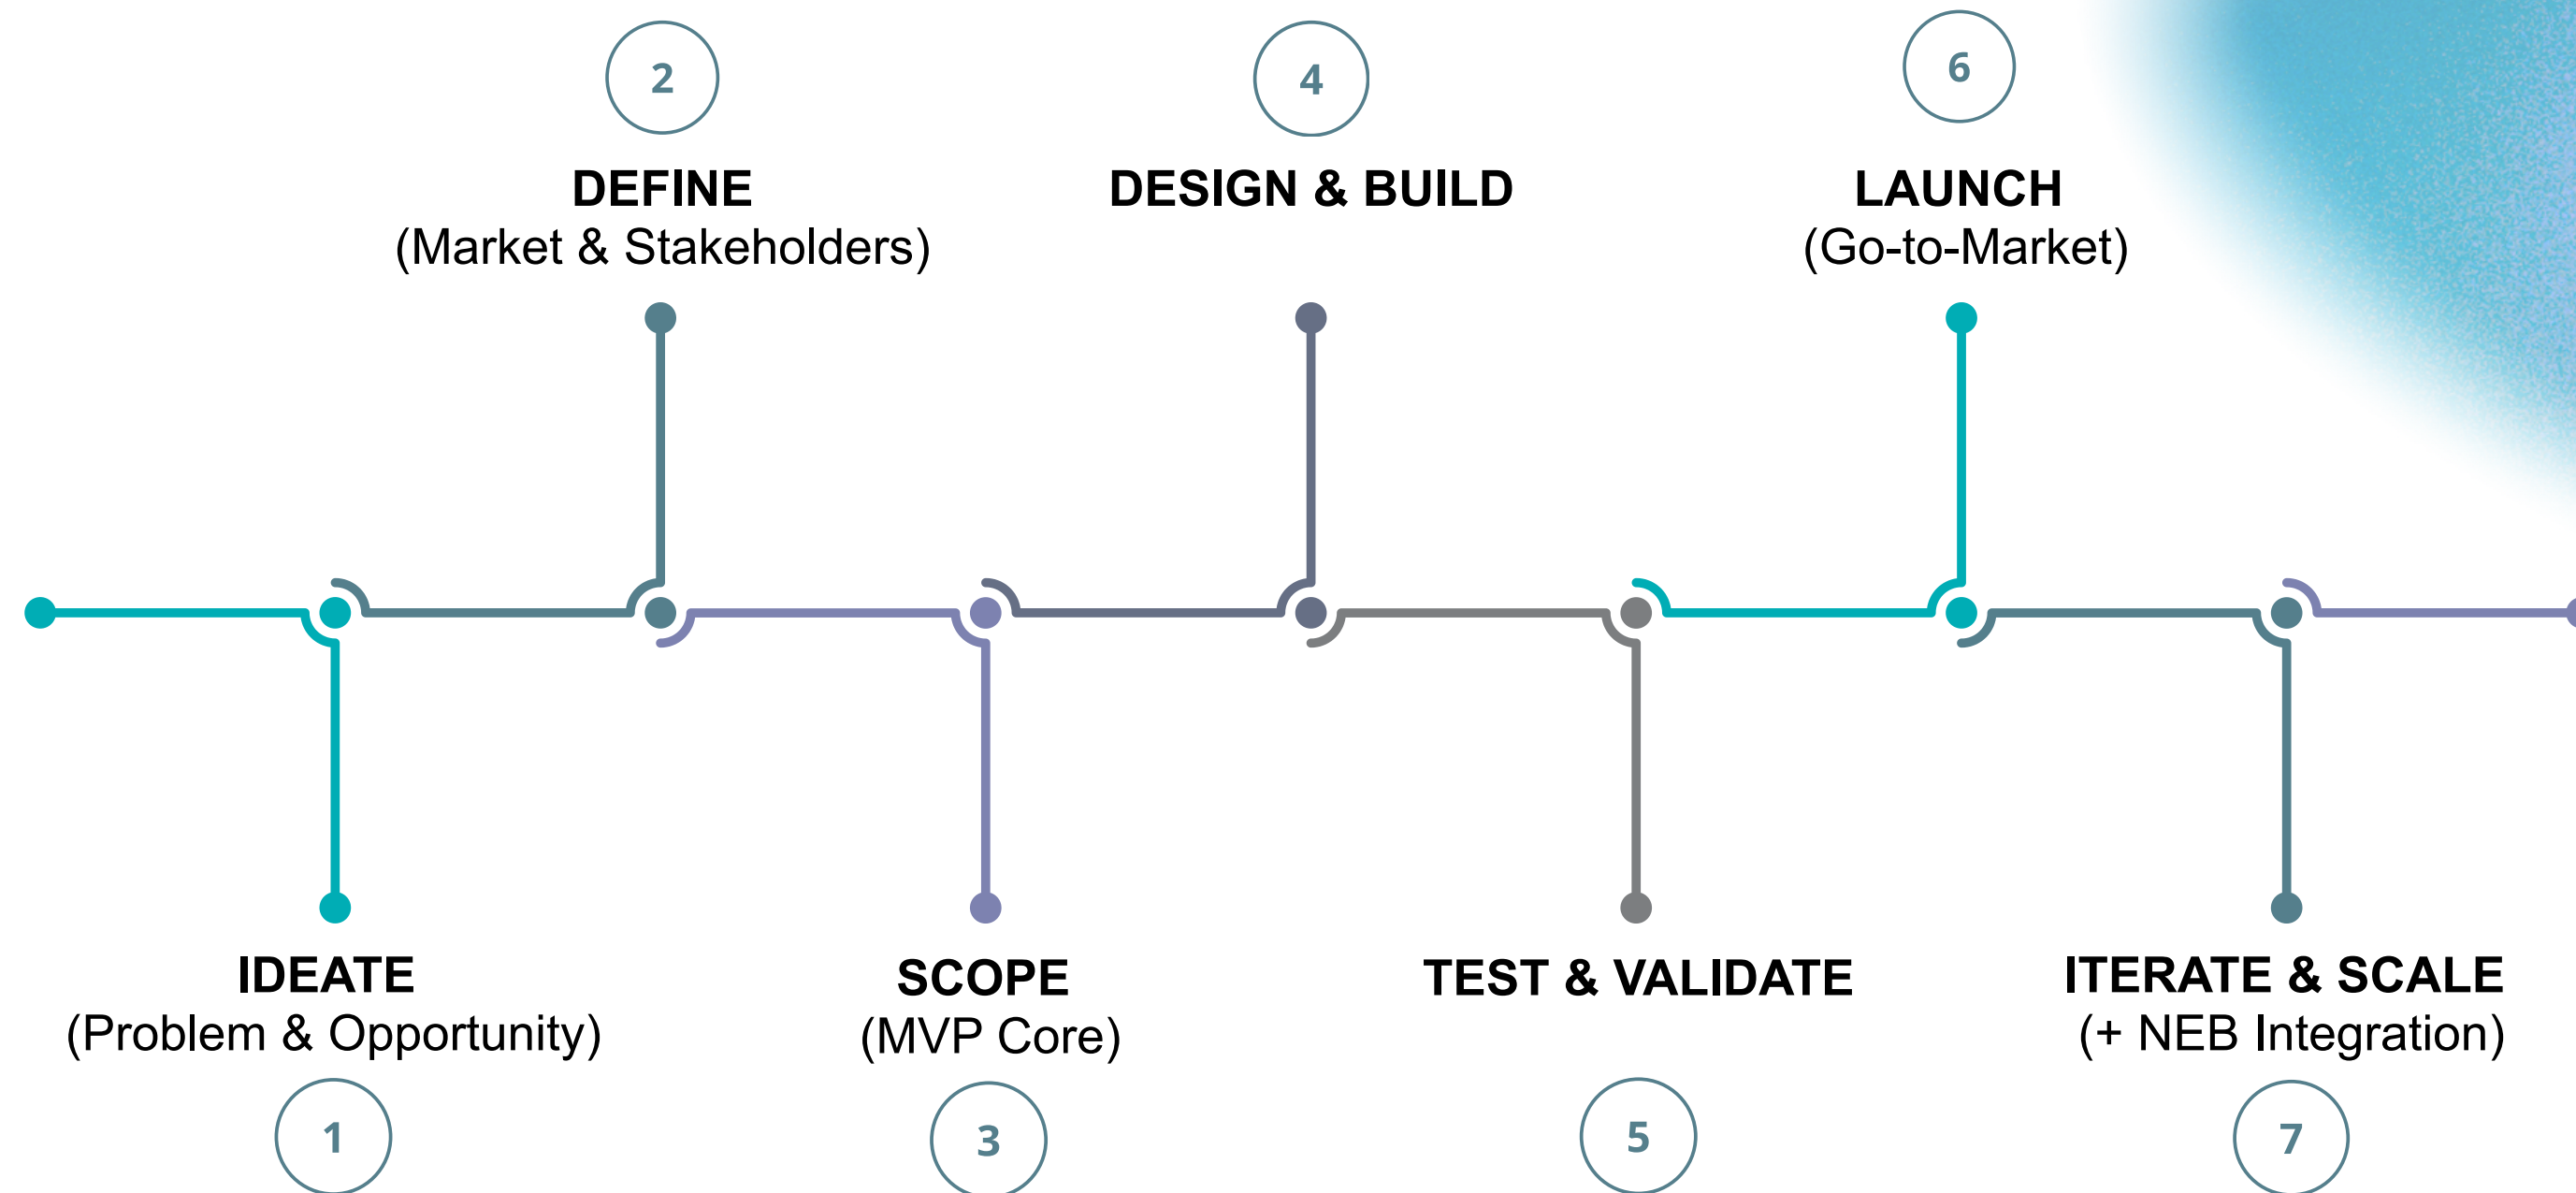 2
DEFINE
(Market & Stakeholders)
4
DESIGN & BUILD
6
LAUNCH
(Go-to-Market)
IDEATE
(Problem & Opportunity)
1
SCOPE
(MVP Core)
3
TEST & VALIDATE
5
ITERATE & SCALE
(+ NEB Integration)
7